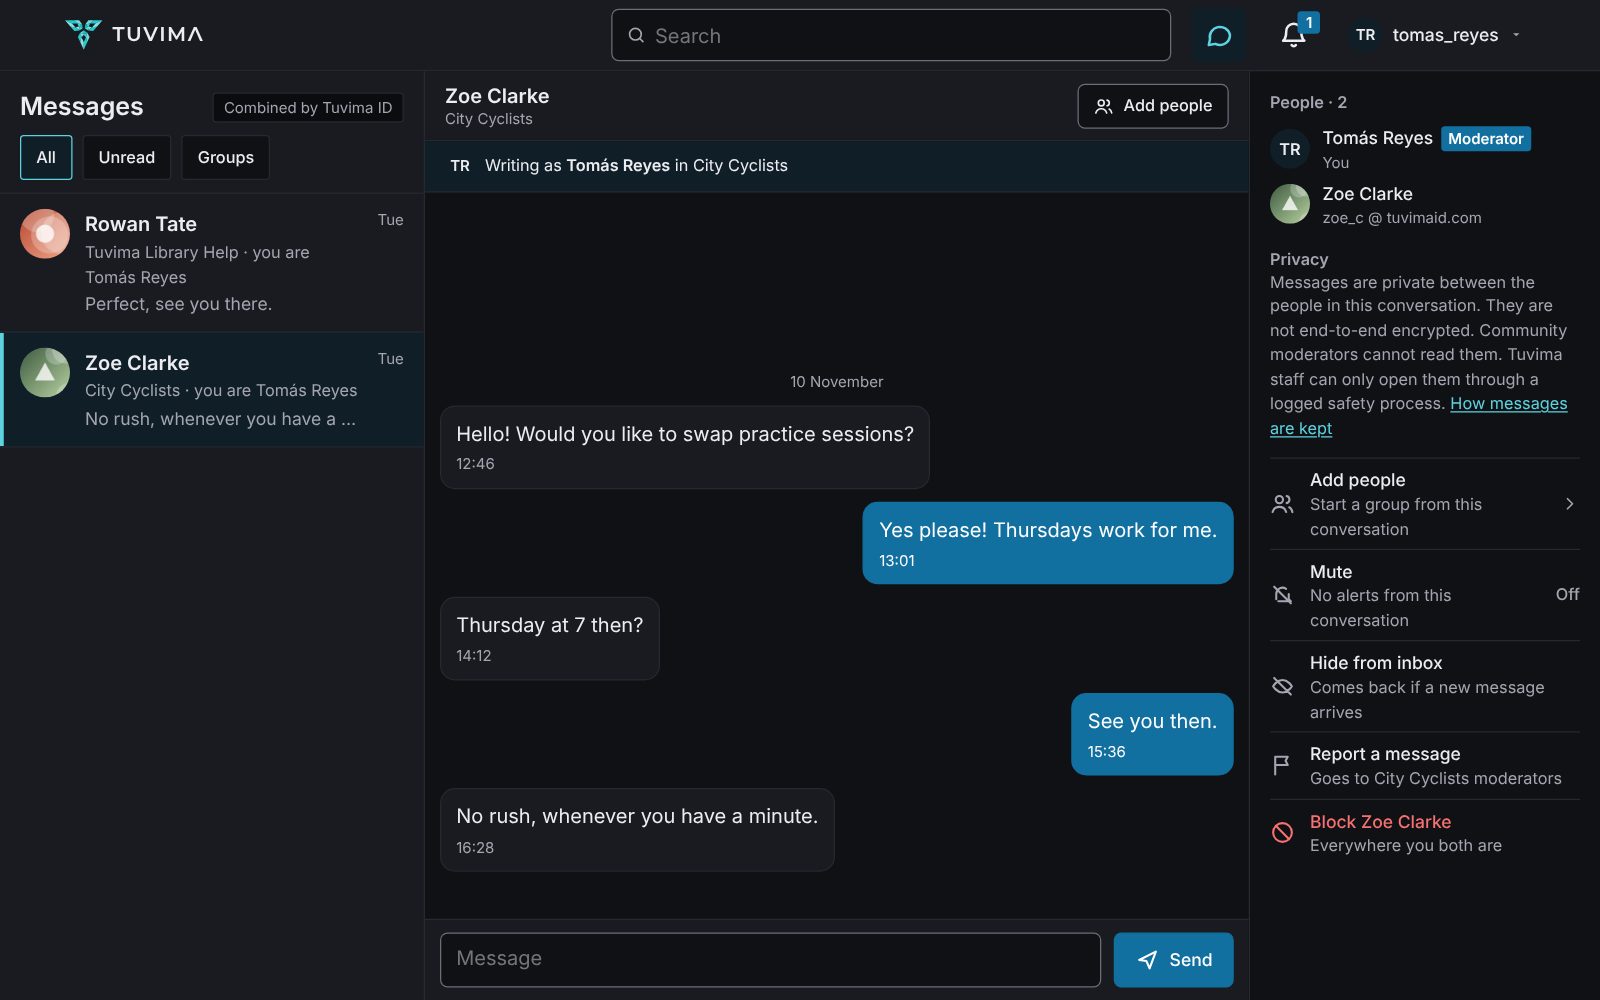 TUVIMA
Search
1
TR
tomas_reyes
Messages
Combined by Tuvima ID
All
Unread
Groups
Rowan Tate
Tue
Tuvima Library Help · you are
Tomás Reyes
Perfect, see you there.
Zoe Clarke
Tue
City Cyclists · you are Tomás Reyes
No rush, whenever you have a ...
Zoe Clarke
City Cyclists
Add people
TR
Writing as Tomás Reyes in City Cyclists
10 November
Hello! Would you like to swap practice sessions?
12:46
Yes please! Thursdays work for me.
13:01
Thursday at 7 then?
14:12
See you then.
15:36
No rush, whenever you have a minute.
16:28
Message
Send
People · 2
TR
Tomás Reyes
Moderator
You
Zoe Clarke
zoe_c @ tuvimaid.com
Privacy
Messages are private between the
people in this conversation. They are
not end-to-end encrypted. Community
moderators cannot read them. Tuvima
staff can only open them through a
logged safety process. How messages
are kept
Add people
Start a group from this
conversation
Mute
No alerts from this
conversation
Off
Hide from inbox
Comes back if a new message
arrives
Report a message
Goes to City Cyclists moderators
Block Zoe Clarke
Everywhere you both are